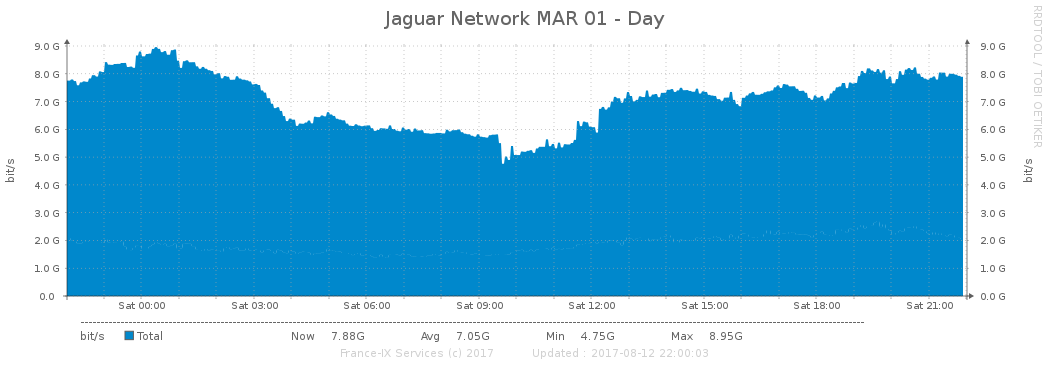 Jaguar Network MAR 01 - Day
RRDTOOL / TOBI OETIKER
bit/s
bit/s
9.0 G 9.0 G
8.0 G 8.0 G
7.0 G 7.0 G
6.0 G 6.0 G
5.0 G 5.0 G
4.0 G 4.0 G
3.0 G 3.0 G
2.0 G 2.0 G
1.0 G 1.0 G
0.0 0.0 G
Sat 00:00 Sat 03:00 Sat 06:00 Sat 09:00 Sat 12:00 Sat 15:00 Sat 18:00 Sat 21:00
bit/s Total Now 7.88G Avg 7.05G Min 4.75G Max 8.95G
France-IX Services (c) 2017 Updated : 2017-08-12 22:00:03